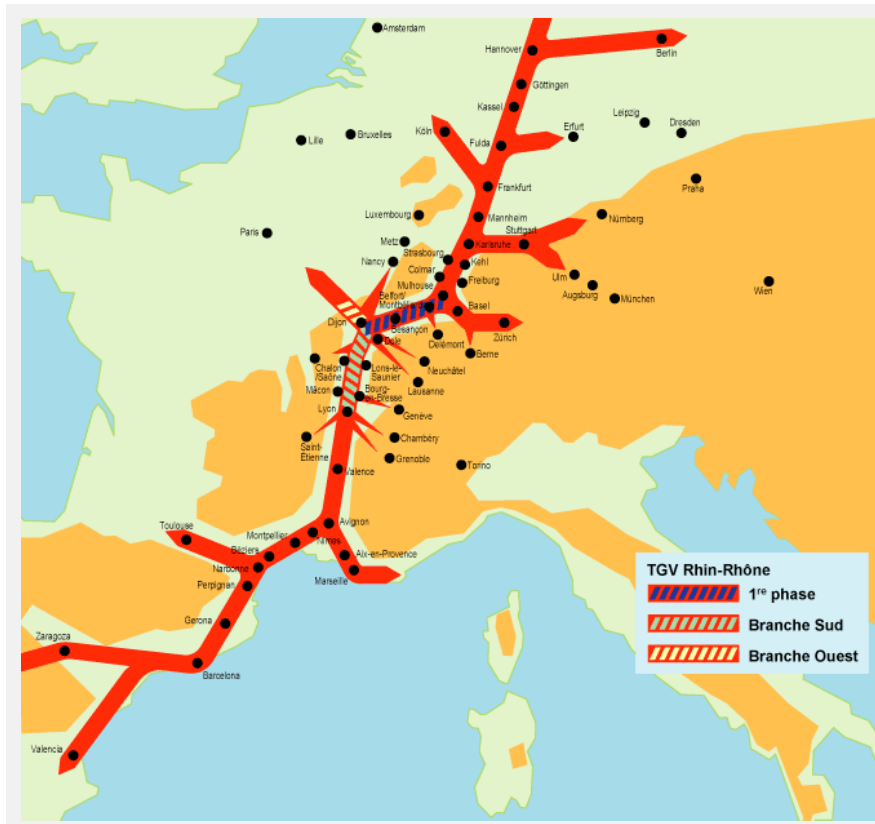 Amsterdam
Hannover
Berlin
Göttingen
Kassel
Leipzig
Dresden
Köln
Erfurt
Bruxelles
Lille
Fulda
Praha
Frankfurt
Luxembourg
Mannheim
Nürnberg
Paris
Metz
Stuttgart
Karlsruhe
Strasbourg
Nancy
Kehl
Colmar
Ulm
Freiburg
Mulhouse
Wien
Augsburg
München
Belfort/
Montbéliard
Basel
Dijon
Besançon
Zürich
Dole
Delémont
Berne
Chalon
/Saône
Lons-le-
Saunier
Neuchâtel
Mâcon
Bourg-
en-Bresse
Lausanne
Lyon
Genève
Saint-
Etienne
Chambéry
Grenoble
Torino
Valence
Toulouse
Avignon
Montpellier
Nîmes
Béziers
Aix-en-Provence
Narbonne
Marseille
Perpignan
Gerona
Zaragoza
Barcelona
Valencia
TGV Rhin-Rhône
1re phase
Branche Sud
Branche Ouest